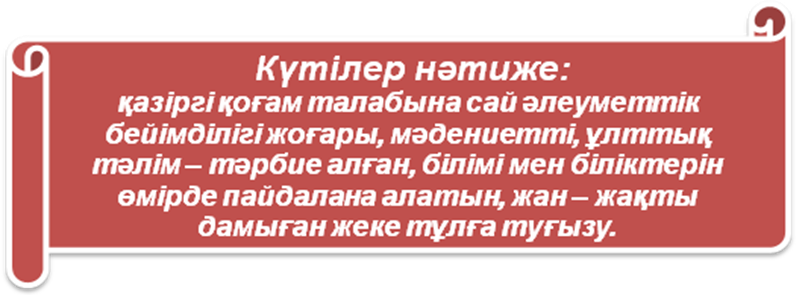 Күтілер нәтиже:
қазіргі қоғам талабына сай әлеуметтік
бейімділігі жоғары, мәдениетті, ұлттық
тәлім – тәрбие алған, білімі мен біліктерін
өмірде пайдалана алатын, жан – жақты
дамыған жеке тұлға туғызу.